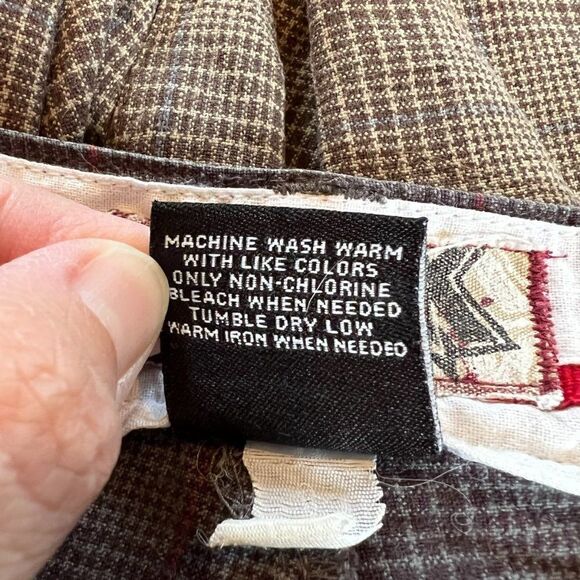 MACHINE WASH WARM
WITH LIKE COLORS
ONLY NON-CHLORINE
BLEACH WHEN NEEDED
TUMBLE DRY LOW
WARM IRON WHEN NEEDED